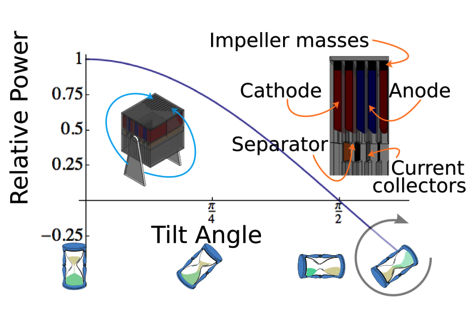 Relative Power
1
0.75
0.5
0.25
−0.25
Impeller masses
Cathode
Anode
Separator
Current
collectors
π/4
π/2
Tilt Angle